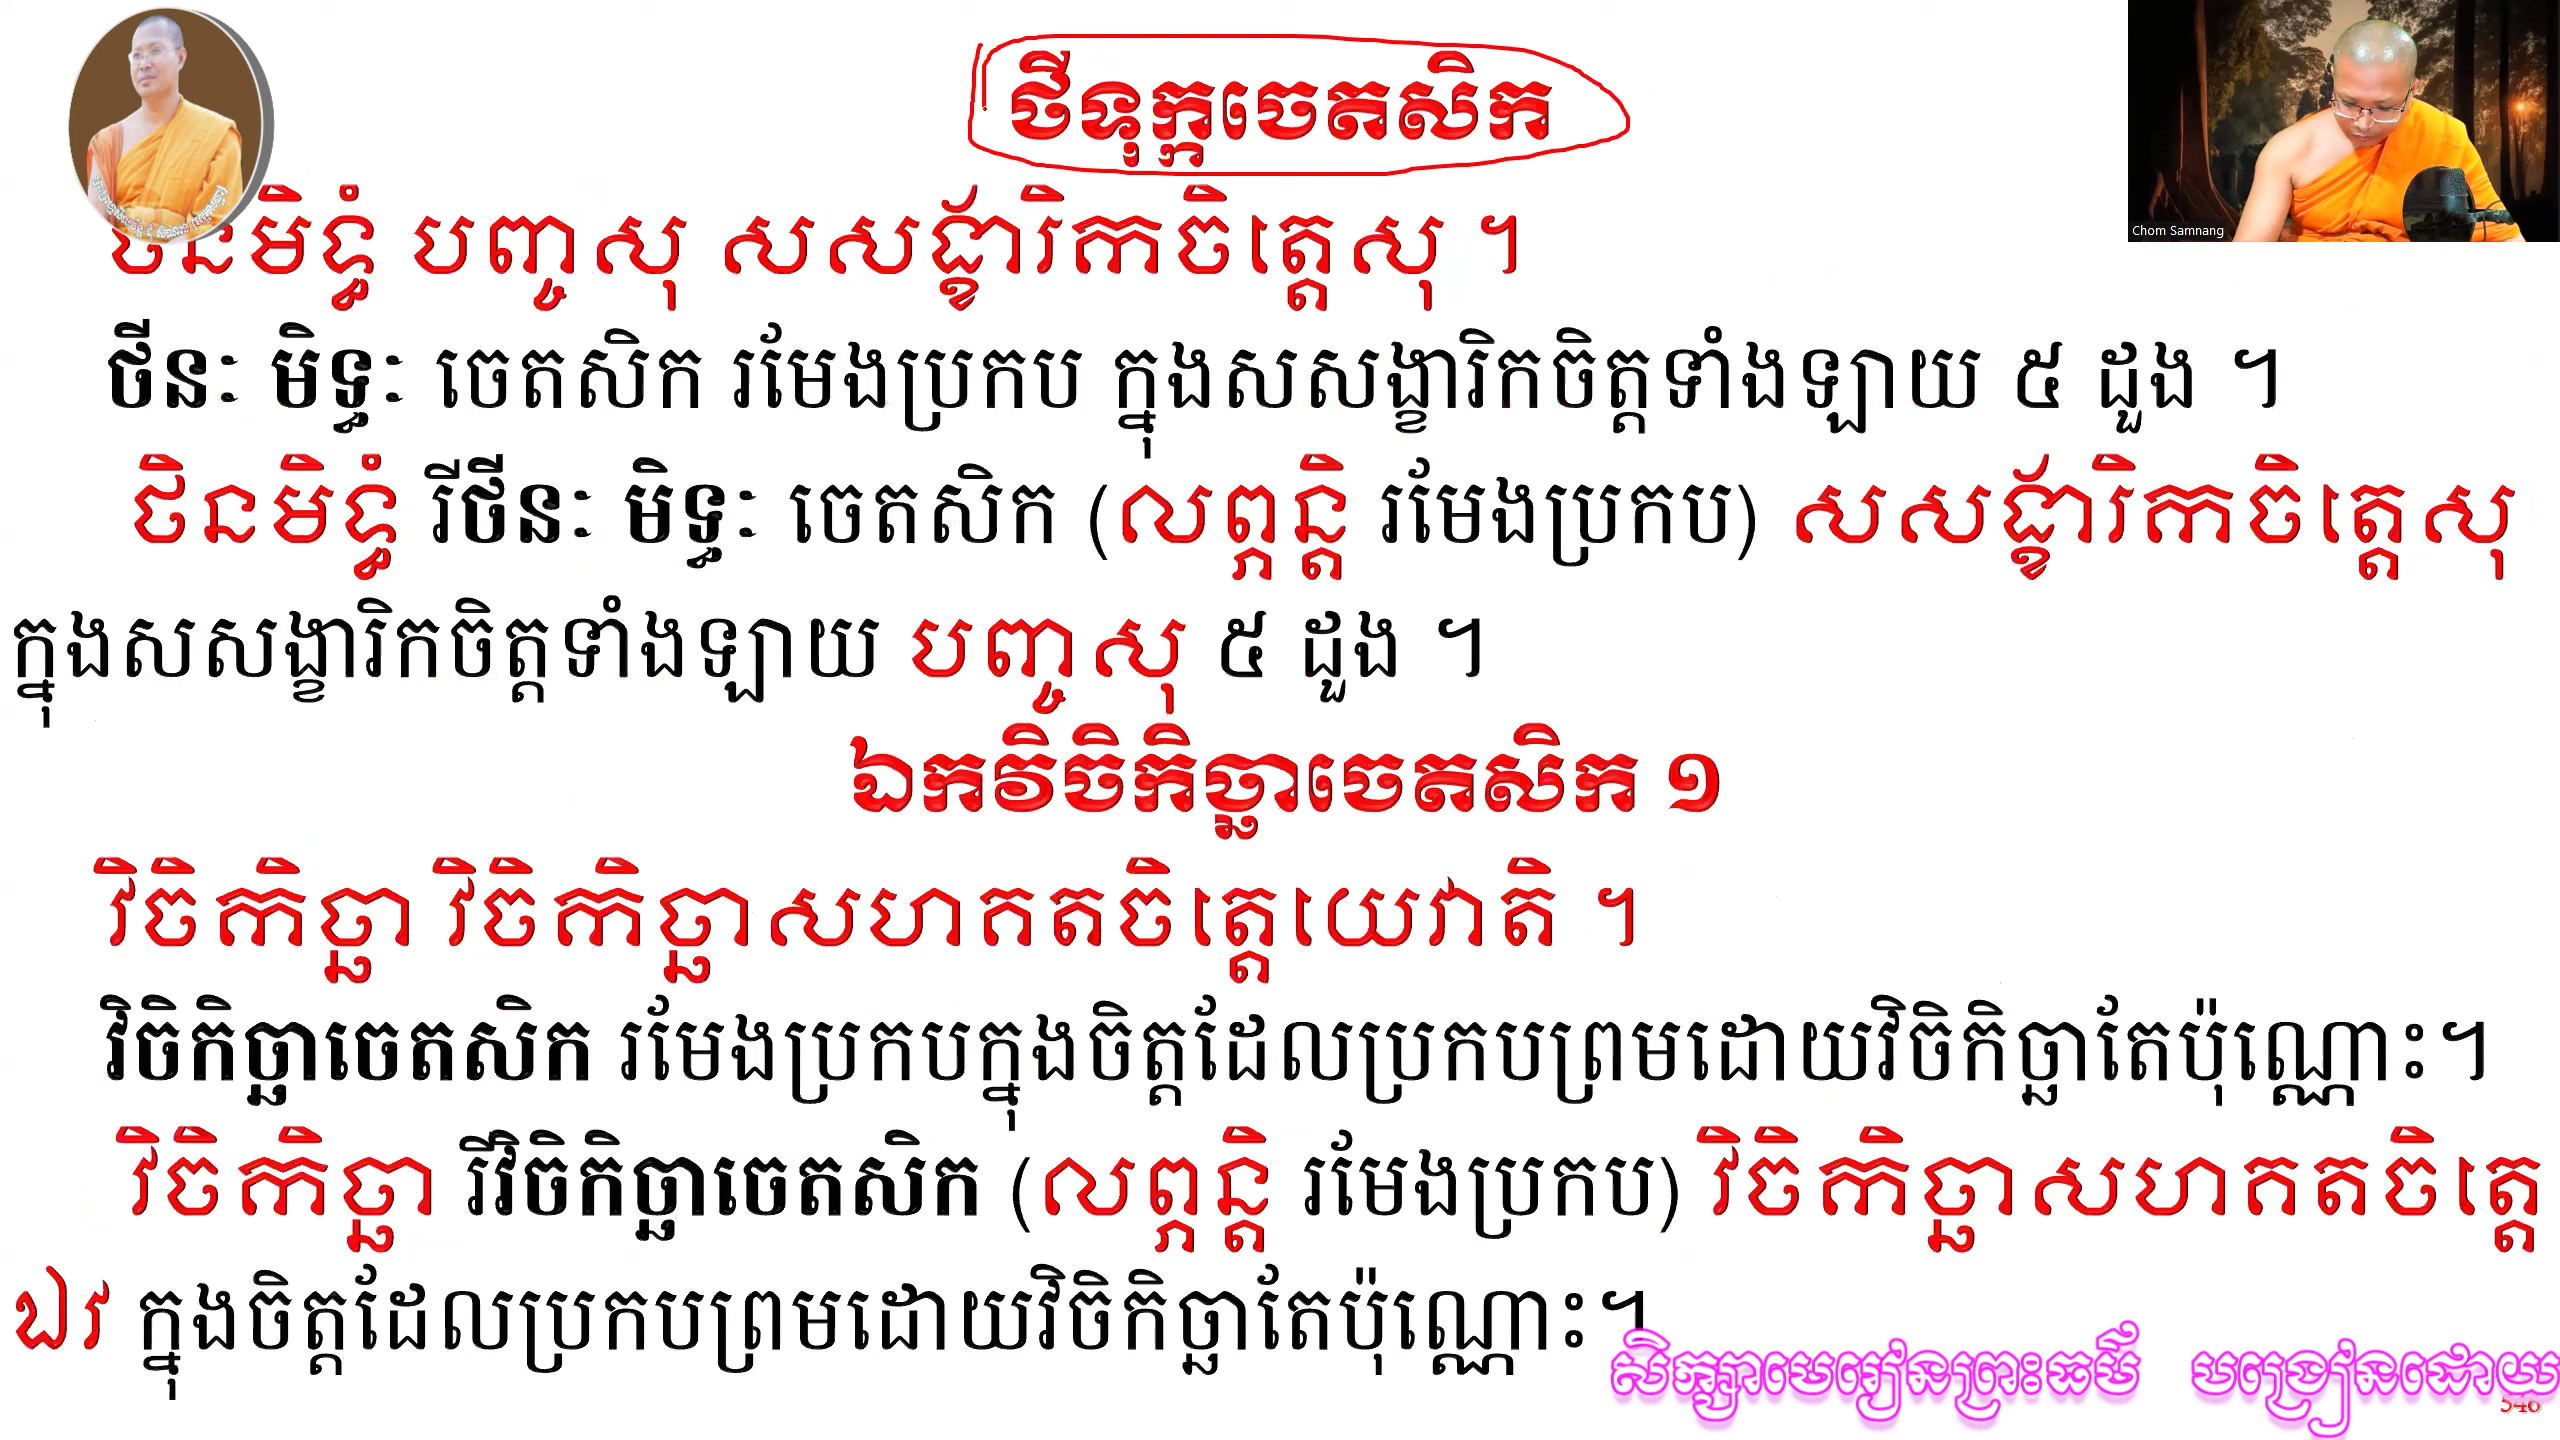 ថីទុក្កចេតសិក
ថិនមិទ្ធំ បញ្ចសុ សសង្ខារិកចិត្តេសុ ។
ថីនៈ មិទ្ធៈ ចេតសិក រមែងប្រកប ក្នុងសសង្ខារិកចិត្តទាំងឡាយ ៥ ដួង ។
ថិនមិទ្ធំ រីថីនៈ មិទ្ធៈ ចេតសិក (លព្ភន្តិ រមែងប្រកប) សសង្ខារិកចិត្តេសុ
ក្នុងសសង្ខារិកចិត្តទាំងឡាយ បញ្ចសុ ៥ ដួង ។
ឯកវិចិកិច្ឆាចេតសិក ១
វិចិកិច្ឆា វិចិកិច្ឆាសហគតចិត្តេយេវាតិ ។
វិចិកិច្ឆាចេតសិក រមែងប្រកបក្នុងចិត្តដែលប្រកបព្រមដោយវិចិកិច្ឆាតែប៉ុណ្ណោះ។
វិចិកិច្ឆា រីវិចិកិច្ឆាចេតសិក (លព្ភន្តិ រមែងប្រកប) វិចិកិច្ឆាសហគតចិត្តេ
ឯវ ក្នុងចិត្តដែលប្រកបព្រមដោយវិចិកិច្ឆាតែប៉ុណ្ណោះ។
សិក្សាមេរៀនព្រះធម៌ បង្រៀនដោយ
546
Chom Samnang